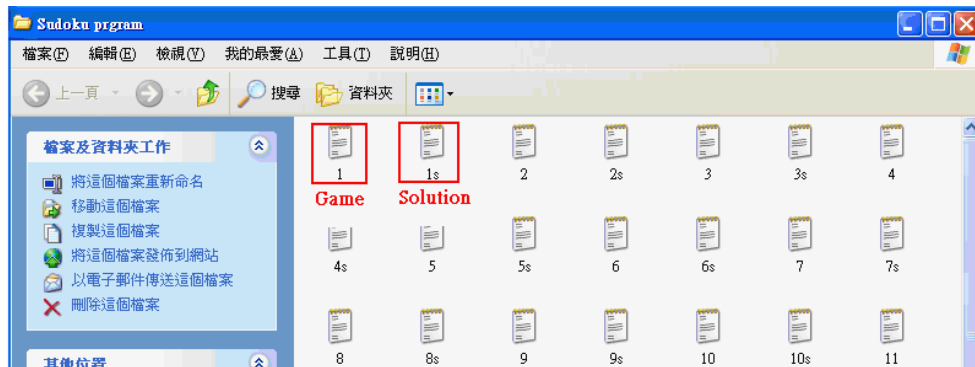 Sudoku prgram
檔案(F) 編輯(E) 檢視(V) 我的最愛(A) 工具(T) 說明(H)
上一頁 搜尋 資料夾
檔案及資料夾工作
將這個檔案重新命名
移動這個檔案
複製這個檔案
將這個檔案發佈到網站
以電子郵件傳送這個檔案
刪除這個檔案
其他位置
1 1s 2 2s 3 3s 4
Game Solution
4s 5 5s 6 6s 7 7s
8 8s 9 9s 10 10s 11